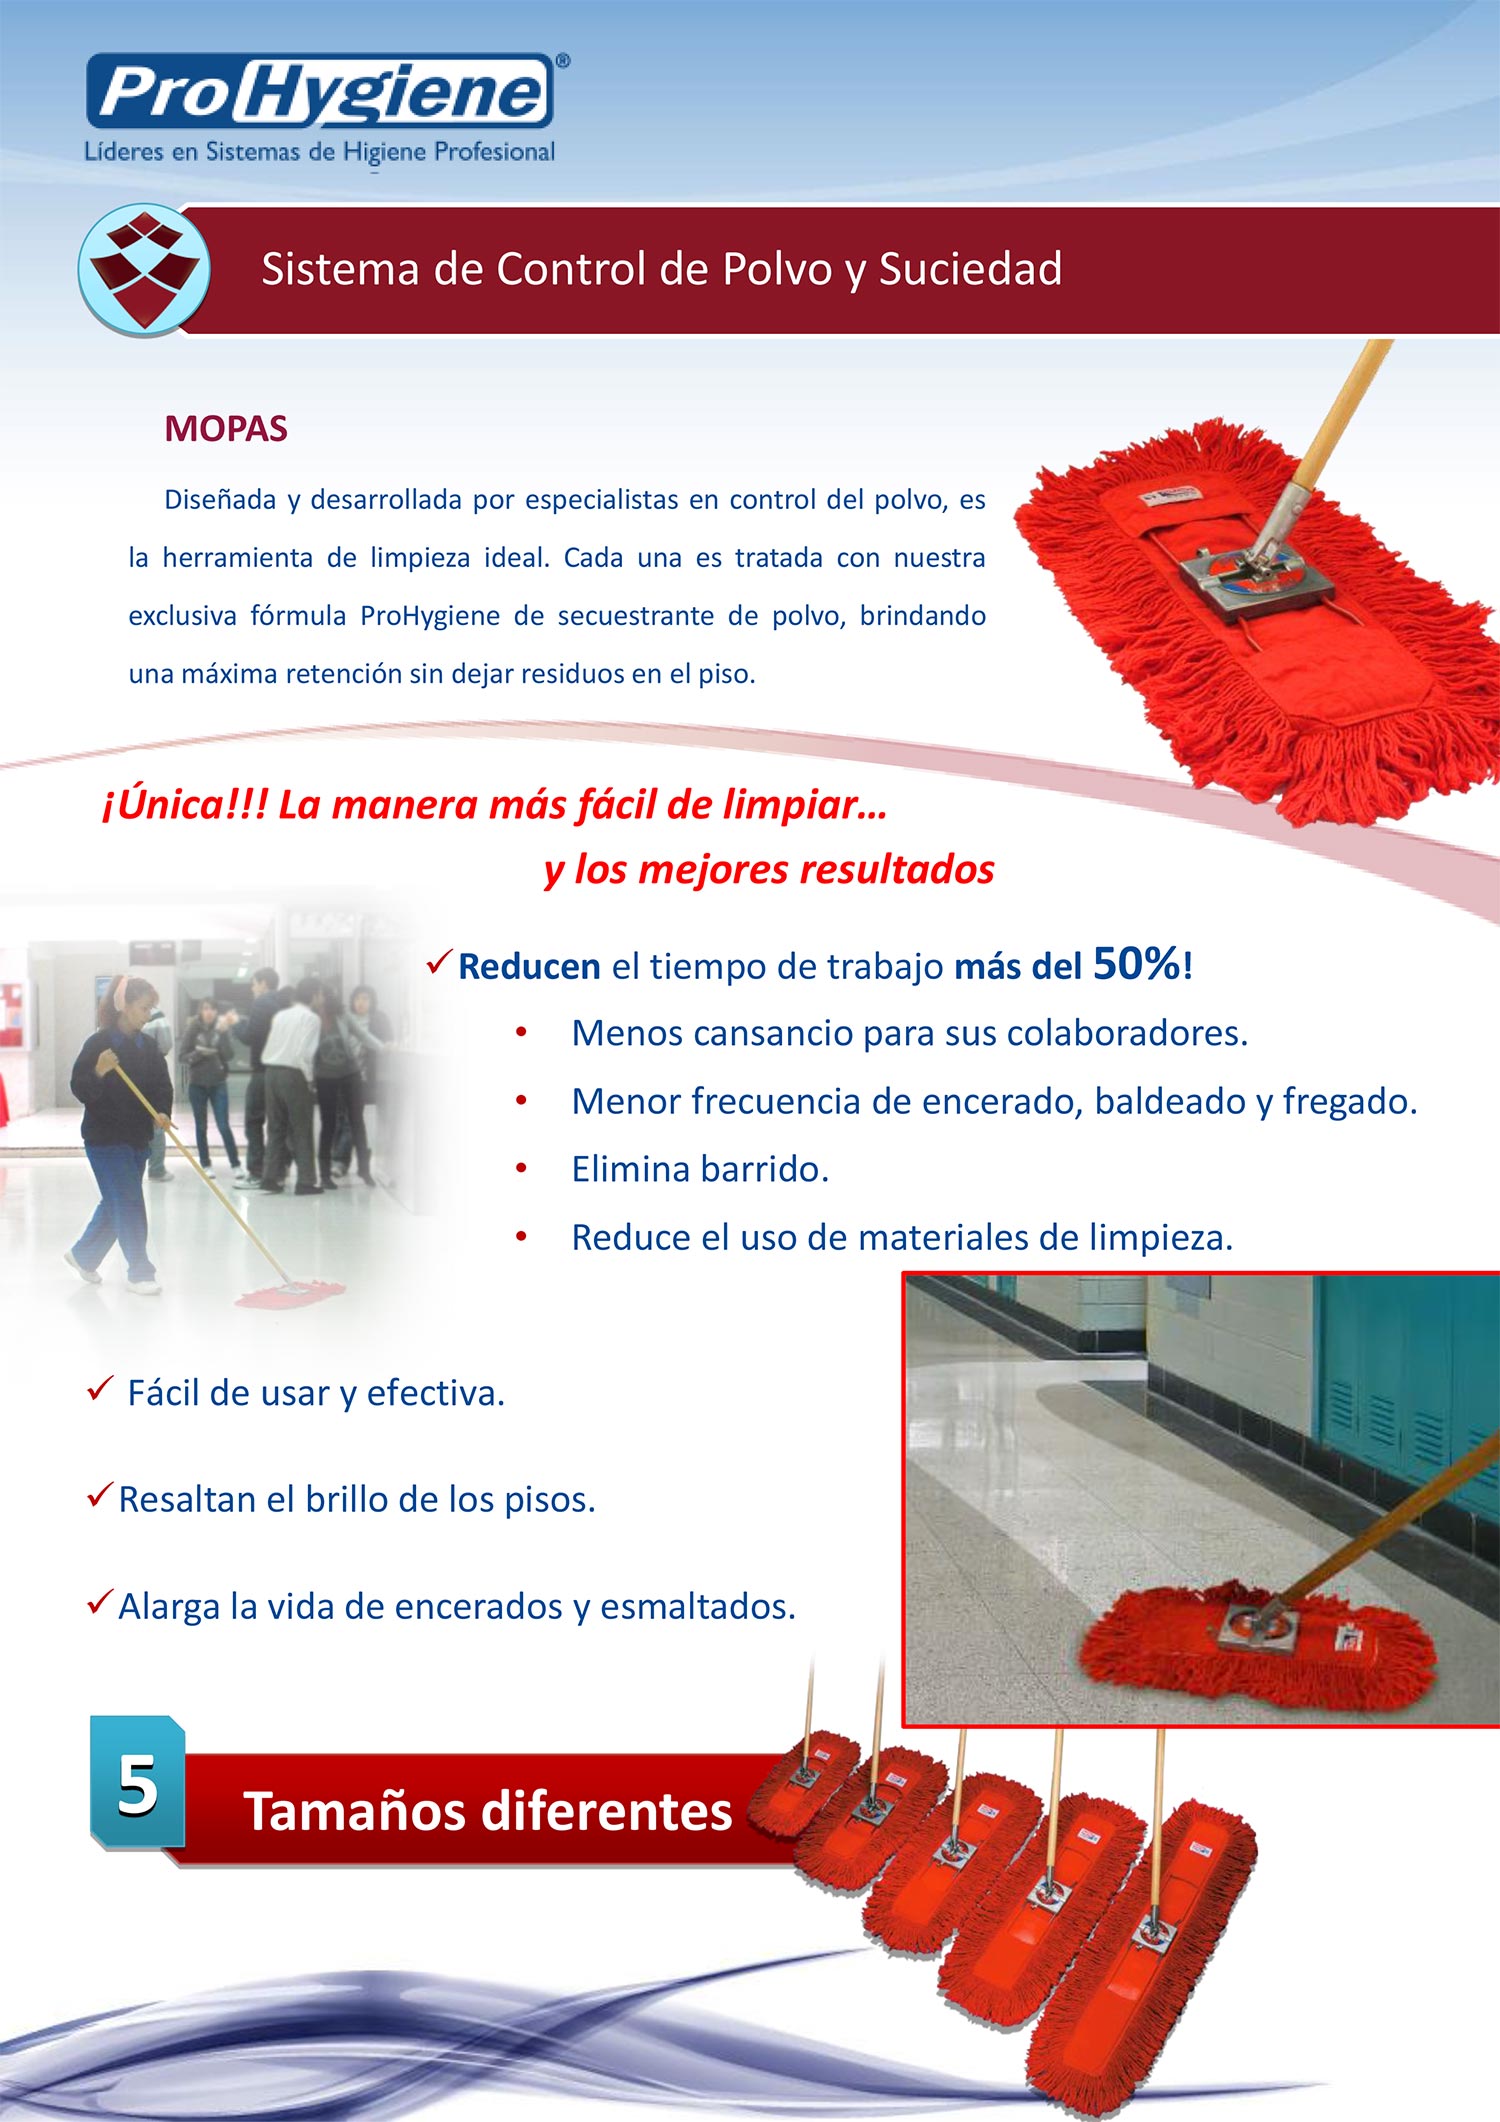 ProHygiene®
Líderes en Sistemas de Higiene Profesional
Sistema de Control de Polvo y Suciedad
MOPAS
Diseñada y desarrollada por especialistas en control del polvo, es
la herramienta de limpieza ideal. Cada una es tratada con nuestra
exclusiva fórmula ProHygiene de secuestrante de polvo, brindando
una máxima retención sin dejar residuos en el piso.
¡Única!!! La manera más fácil de limpiar...
y los mejores resultados
✓ Reducen el tiempo de trabajo más del 50%!
• Menos cansancio para sus colaboradores.
• Menor frecuencia de encerado, baldeado y fregado.
• Elimina barrido.
• Reduce el uso de materiales de limpieza.
✓ Fácil de usar y efectiva.
✓ Resaltan el brillo de los pisos.
✓ Alarga la vida de encerados y esmaltados.
5
Tamaños diferentes